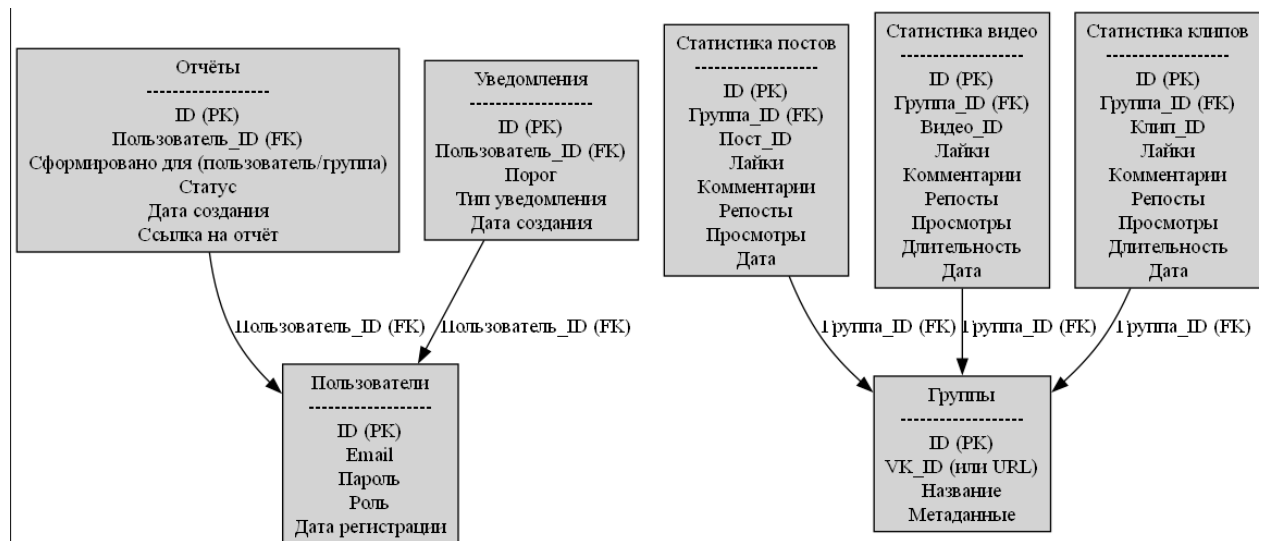 Отчёты
-------------------
ID (PK)
Пользователь_ID (FK)
Сформировано для (пользователь/группа)
Статус
Дата создания
Ссылка на отчёт
Уведомления
-------------------
ID (PK)
Пользователь_ID (FK)
Порог
Тип уведомления
Дата создания
Статистика постов
-------------------
ID (PK)
Группа_ID (FK)
Пост_ID
Лайки
Комментарии
Репосты
Просмотры
Дата
Статистика видео
-------------------
ID (PK)
Группа_ID (FK)
Видео_ID
Лайки
Комментарии
Репосты
Просмотры
Длительность
Дата
Статистика клипов
-------------------
ID (PK)
Группа_ID (FK)
Клип_ID
Лайки
Комментарии
Репосты
Просмотры
Длительность
Дата
Пользователь_ID (FK)
Пользователь_ID (FK)
Группа_ID (FK)
Группа_ID (FK)
Группа_ID (FK)
Пользователи
-------------------
ID (PK)
Email
Пароль
Роль
Дата регистрации
Группы
-------------------
ID (PK)
VK_ID (или URL)
Название
Метаданные